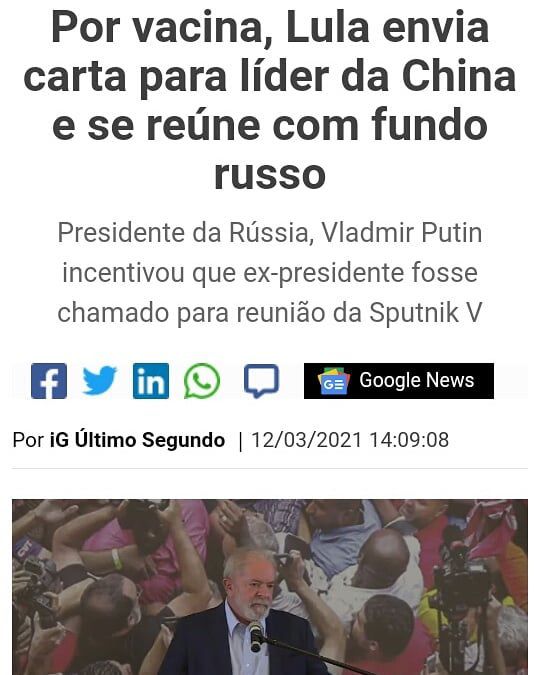 Por vacina, Lula envia
carta para líder da China
e se reúne com fundo
russo
Presidente da Rússia, Vladmir Putin
incentivou que ex-presidente fosse
chamado para reunião da Sputnik V
Google News
Por iG Último Segundo | 12/03/2021 14:09:08